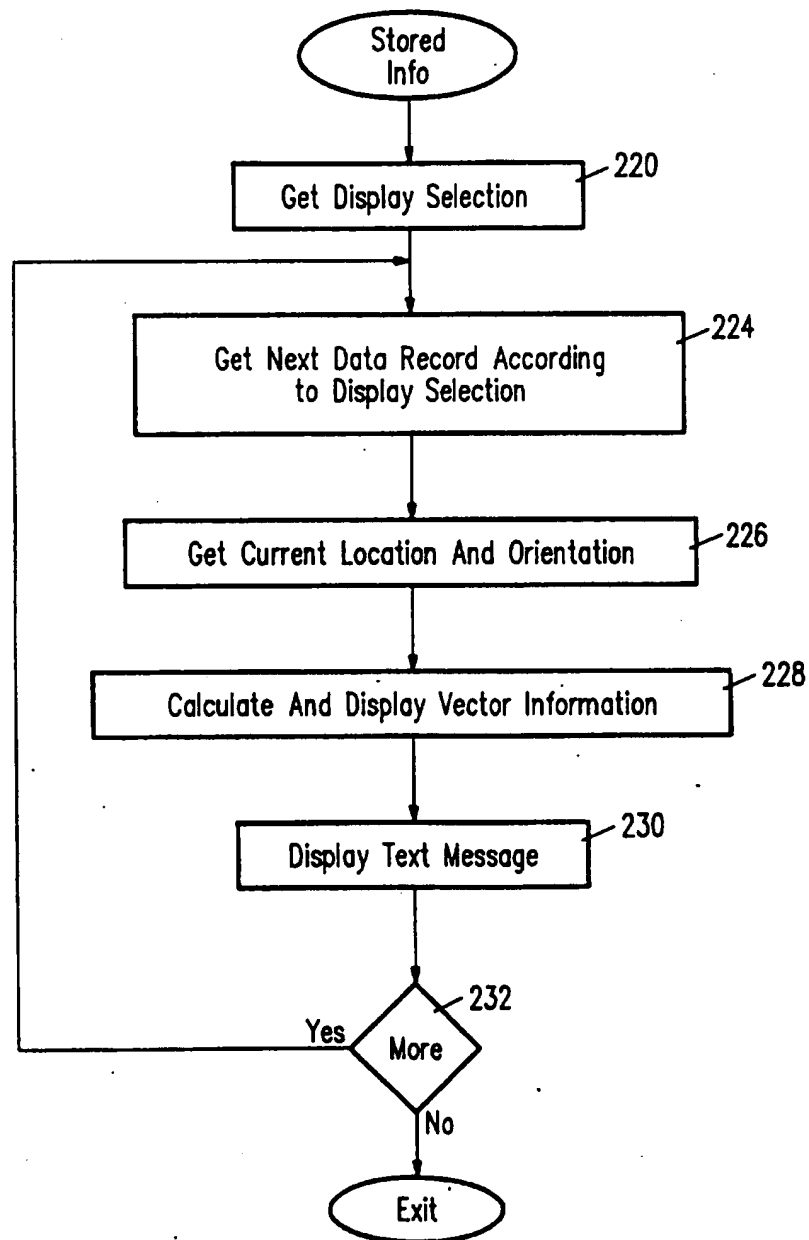 Stored
Info
220
Get Display Selection
224
Get Next Data Record According
to Display Selection
226
Get Current Location And Orientation
228
Calculate And Display Vector Information
230
Display Text Message
232
Yes
More
No
Exit